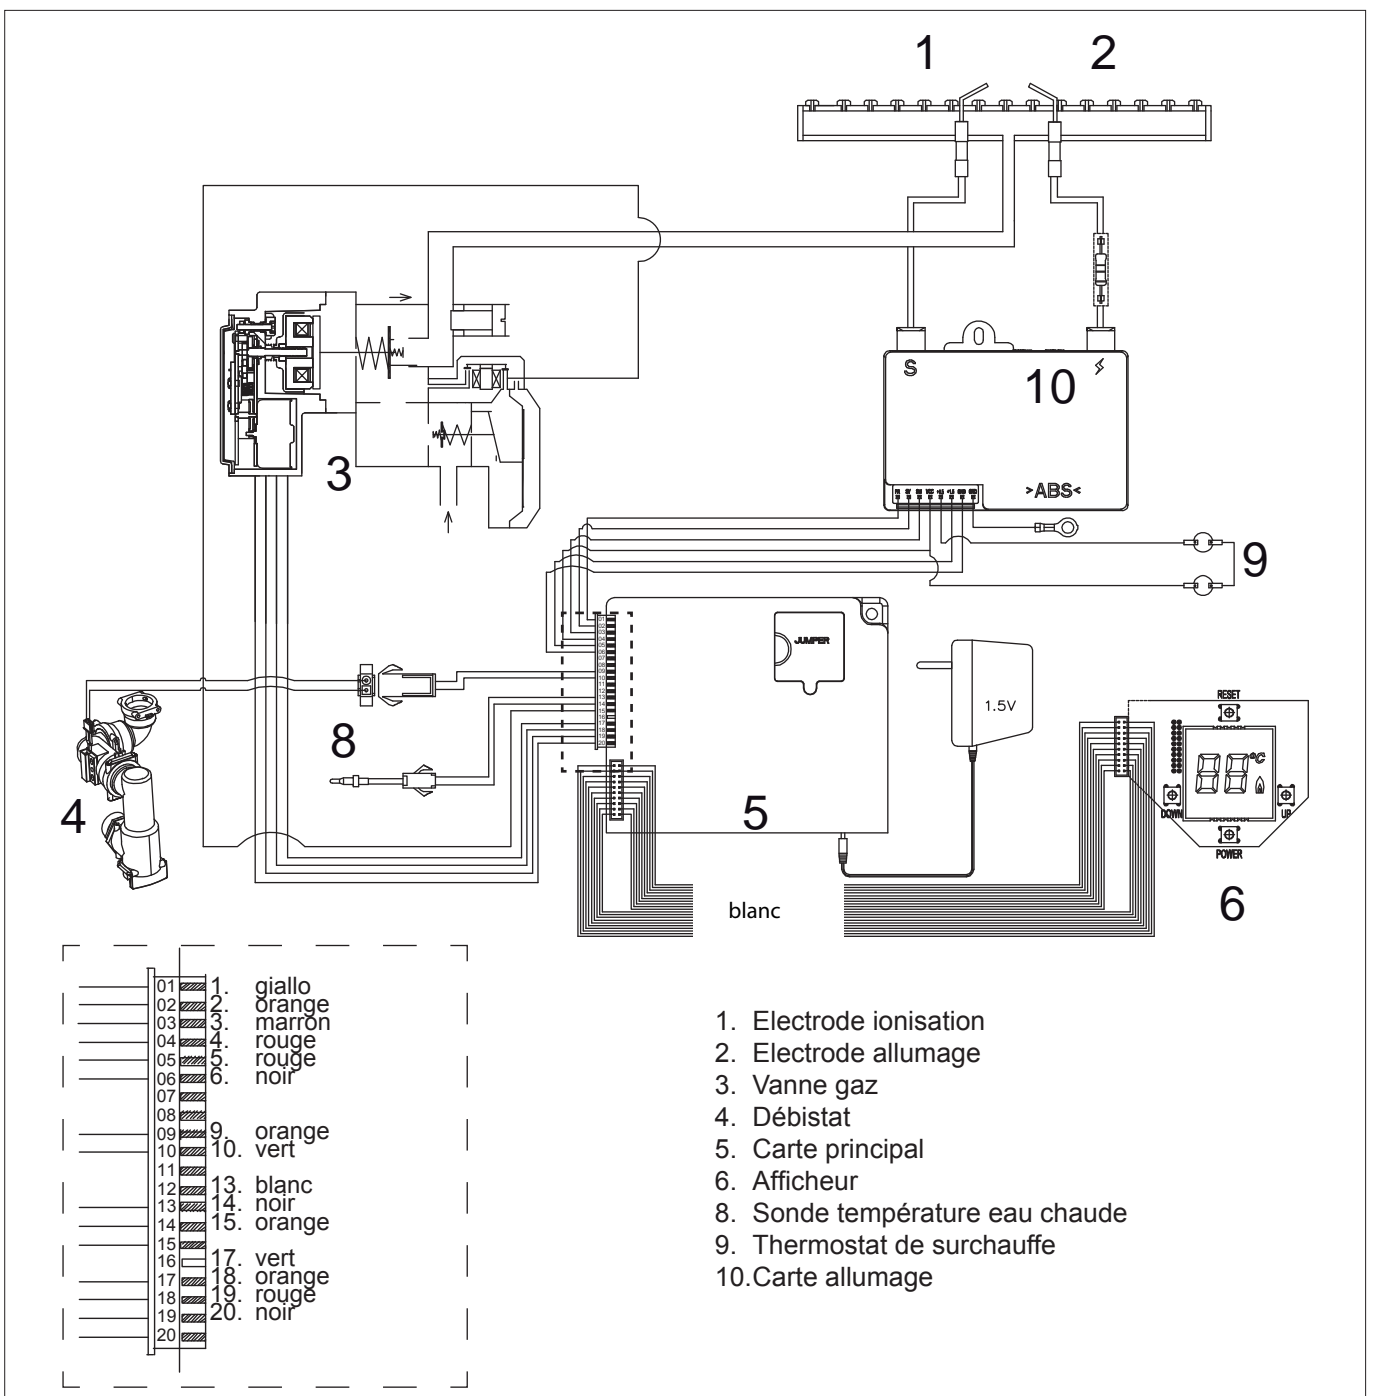 1
2
3
S
10
>ABS<
9
JUMPER
1.5V
RESET
°C
DOWN
UP
POWER
8
4
5
6
blanc
01 1. giallo
02 2. orange
03 3. marron
04 4. rouge
05 5. rouge
06 6. noir
07
08
09 9. orange
10 10. vert
11
12 13. blanc
13 14. noir
14 15. orange
15
16 17. vert
17 18. orange
18 19. rouge
19 20. noir
20
1. Electrode ionisation
2. Electrode allumage
3. Vanne gaz
4. Débistat
5. Carte principal
6. Afficheur
8. Sonde température eau chaude
9. Thermostat de surchauffe
10.Carte allumage